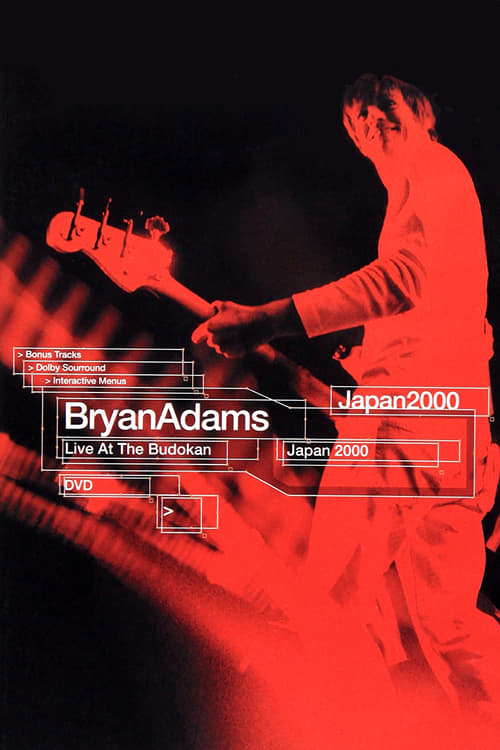 > Bonus Tracks
> Dolby Sourround
> Interactive Menus
Japan2000
BryanAdams
Live At The Budokan
Japan 2000
DVD
>